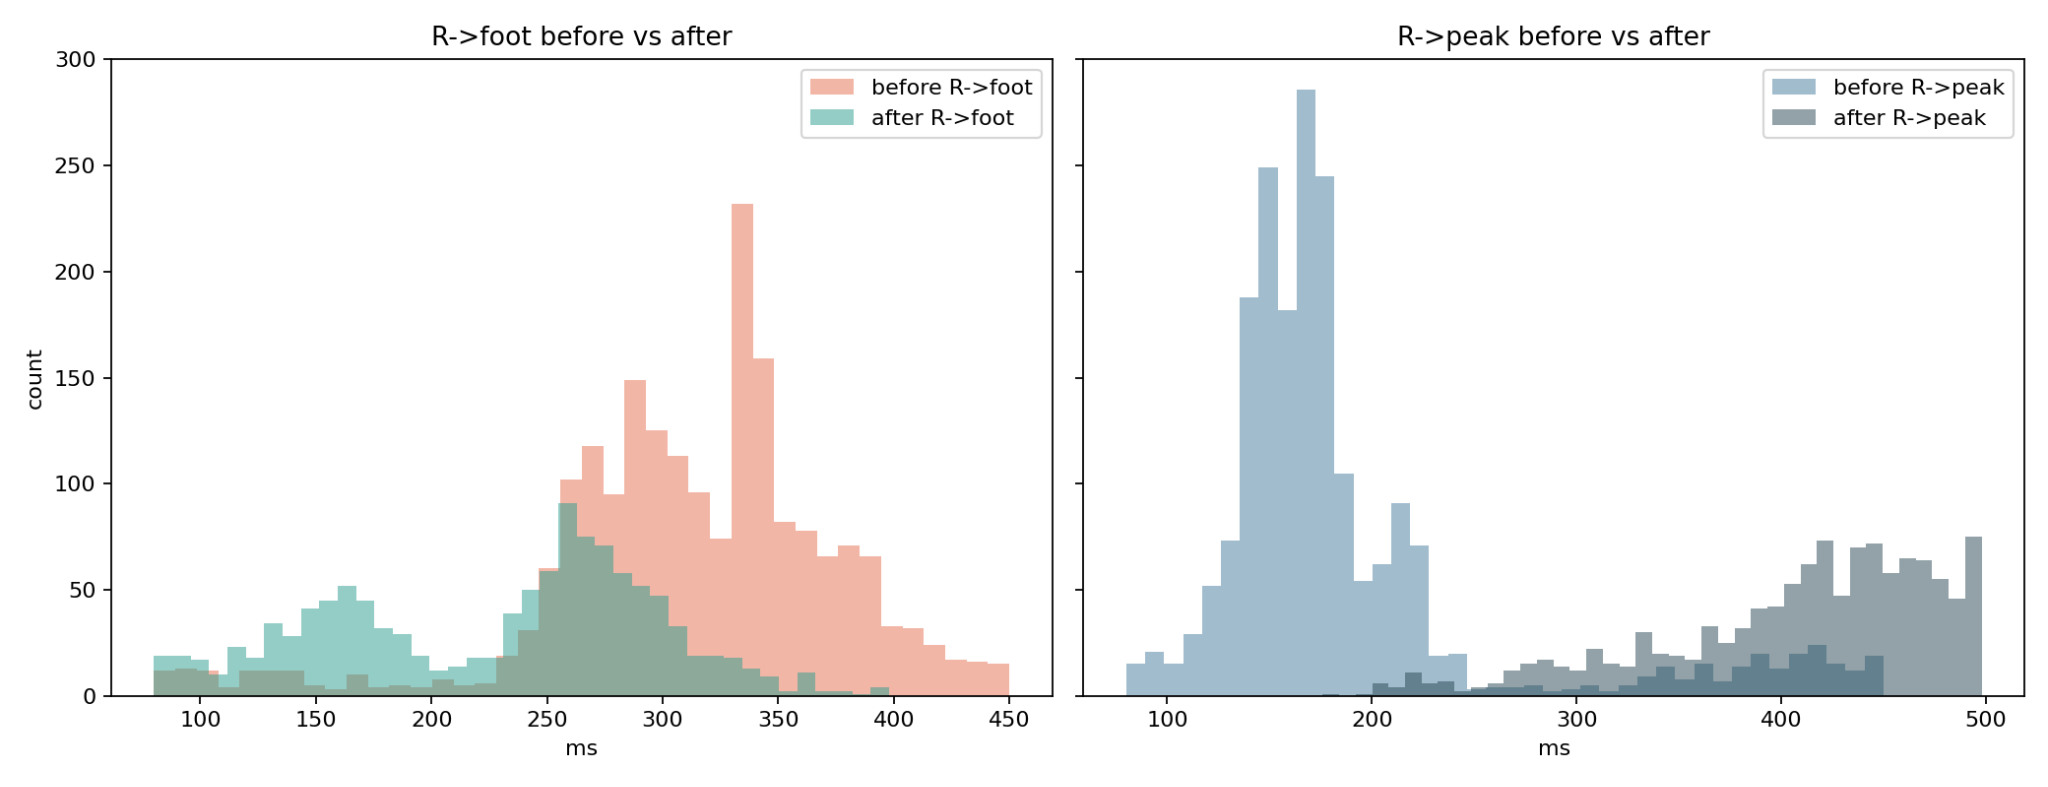 R->foot before vs after
before R->foot
after R->foot
300
250
200
150
100
50
0
count
100 150 200 250 300 350 400 450
ms
R->peak before vs after
before R->peak
after R->peak
100 200 300 400 500
ms